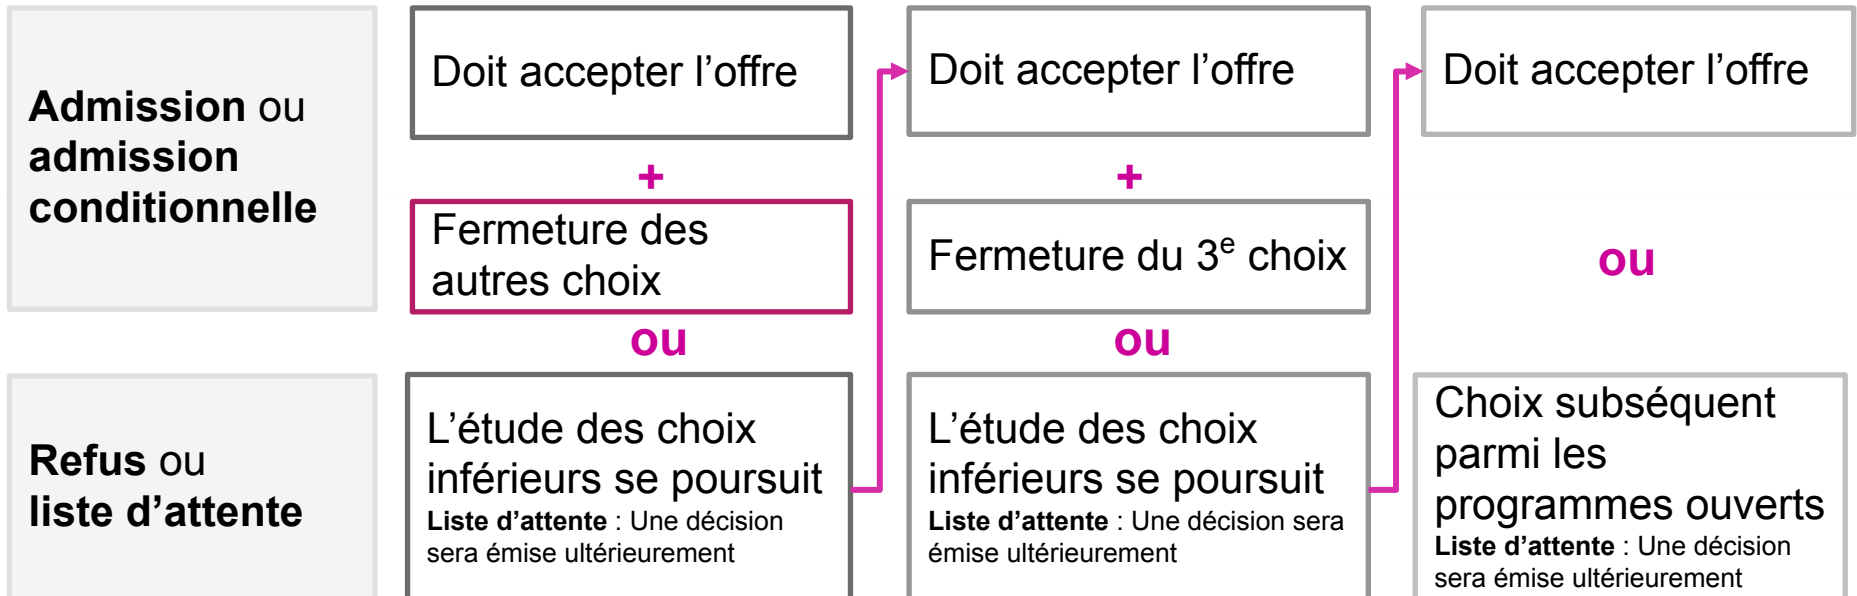 Admission ou
admission
conditionnelle
Doit accepter l’offre
+
Fermeture des
autres choix
ou
Doit accepter l’offre
+
Fermeture du 3e choix
ou
Doit accepter l’offre
ou
Refus ou
liste d’attente
L’étude des choix
inférieurs se poursuit
Liste d’attente : Une décision
sera émise ultérieurement
L’étude des choix
inférieurs se poursuit
Liste d’attente : Une décision sera
émise ultérieurement
Choix subséquent
parmi les
programmes ouverts
Liste d’attente : Une décision
sera émise ultérieurement